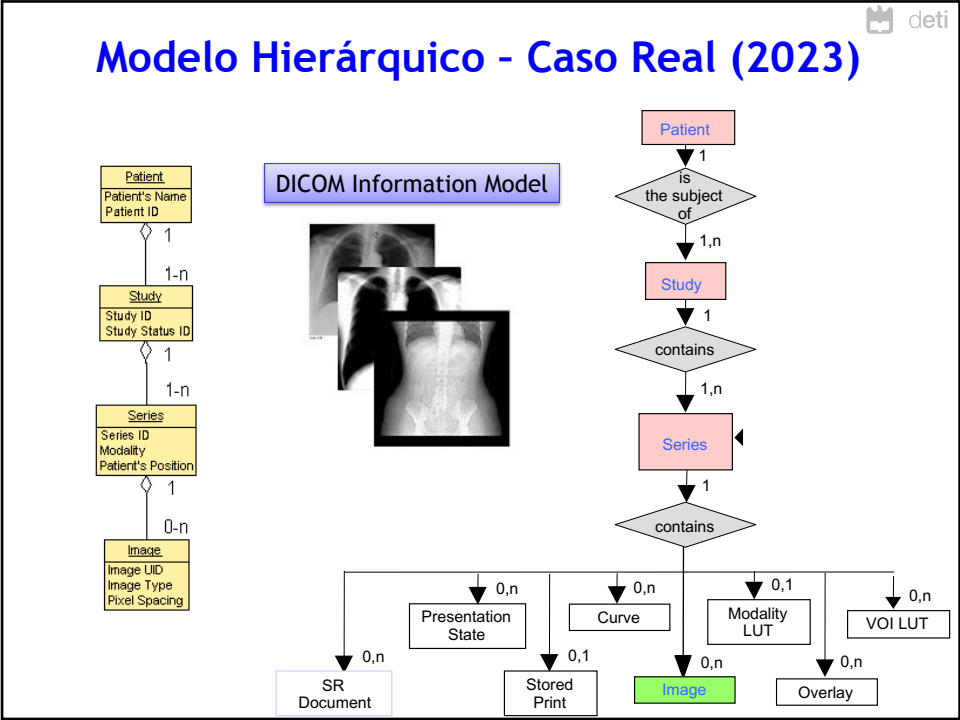 deti
Modelo Hierárquico – Caso Real (2023)
Patient
Patient's Name
Patient ID
1
1-n
Study
Study ID
Study Status ID
1
1-n
Series
Series ID
Modality
Patient's Position
1
0-n
Image
Image UID
Image Type
Pixel Spacing
DICOM Information Model
Patient
1
is
the subject
of
1,n
Study
1
contains
1,n
Series
1
contains
0,n
Presentation
State
0,n
Curve
0,1
Modality
LUT
0,n
VOI LUT
0,n
SR
Document
0,1
Stored
Print
0,n
Image
0,n
Overlay